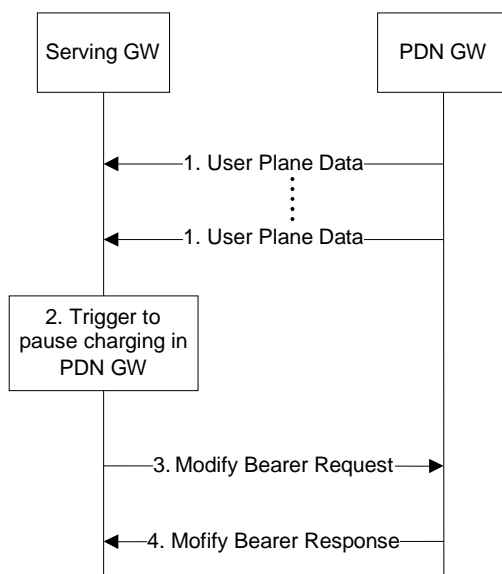 Serving GW
PDN GW
1. User Plane Data
1. User Plane Data
2. Trigger to
pause charging in
PDN GW
3. Modify Bearer Request
4. Mofify Bearer Response